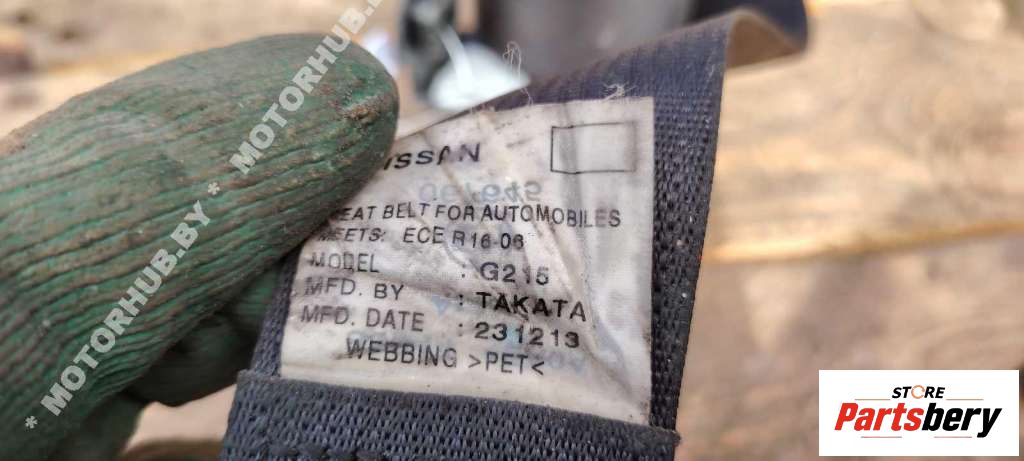 NISSAN
SEAT BELT FOR AUTOMOBILES
MEETS: ECE R16-06
MODEL : G215
MFD. BY : TAKATA
MFD. DATE : 231213
WEBBING >PET<
* MOTORHUB.BY * MOTORHUB.BY
STORE
Partsbery